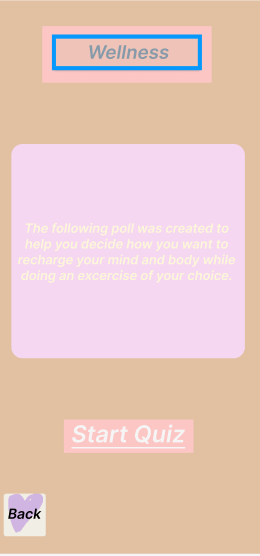 Wellness
The following poll was created to
help you decide how you want to
recharge your mind and body while
doing an excercise of your choice.
Start Quiz
Back